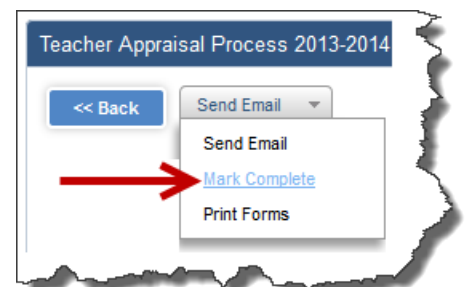 Teacher Appraisal Process 2013-2014
<< Back Send Email
Send Email
Mark Complete
Print Forms